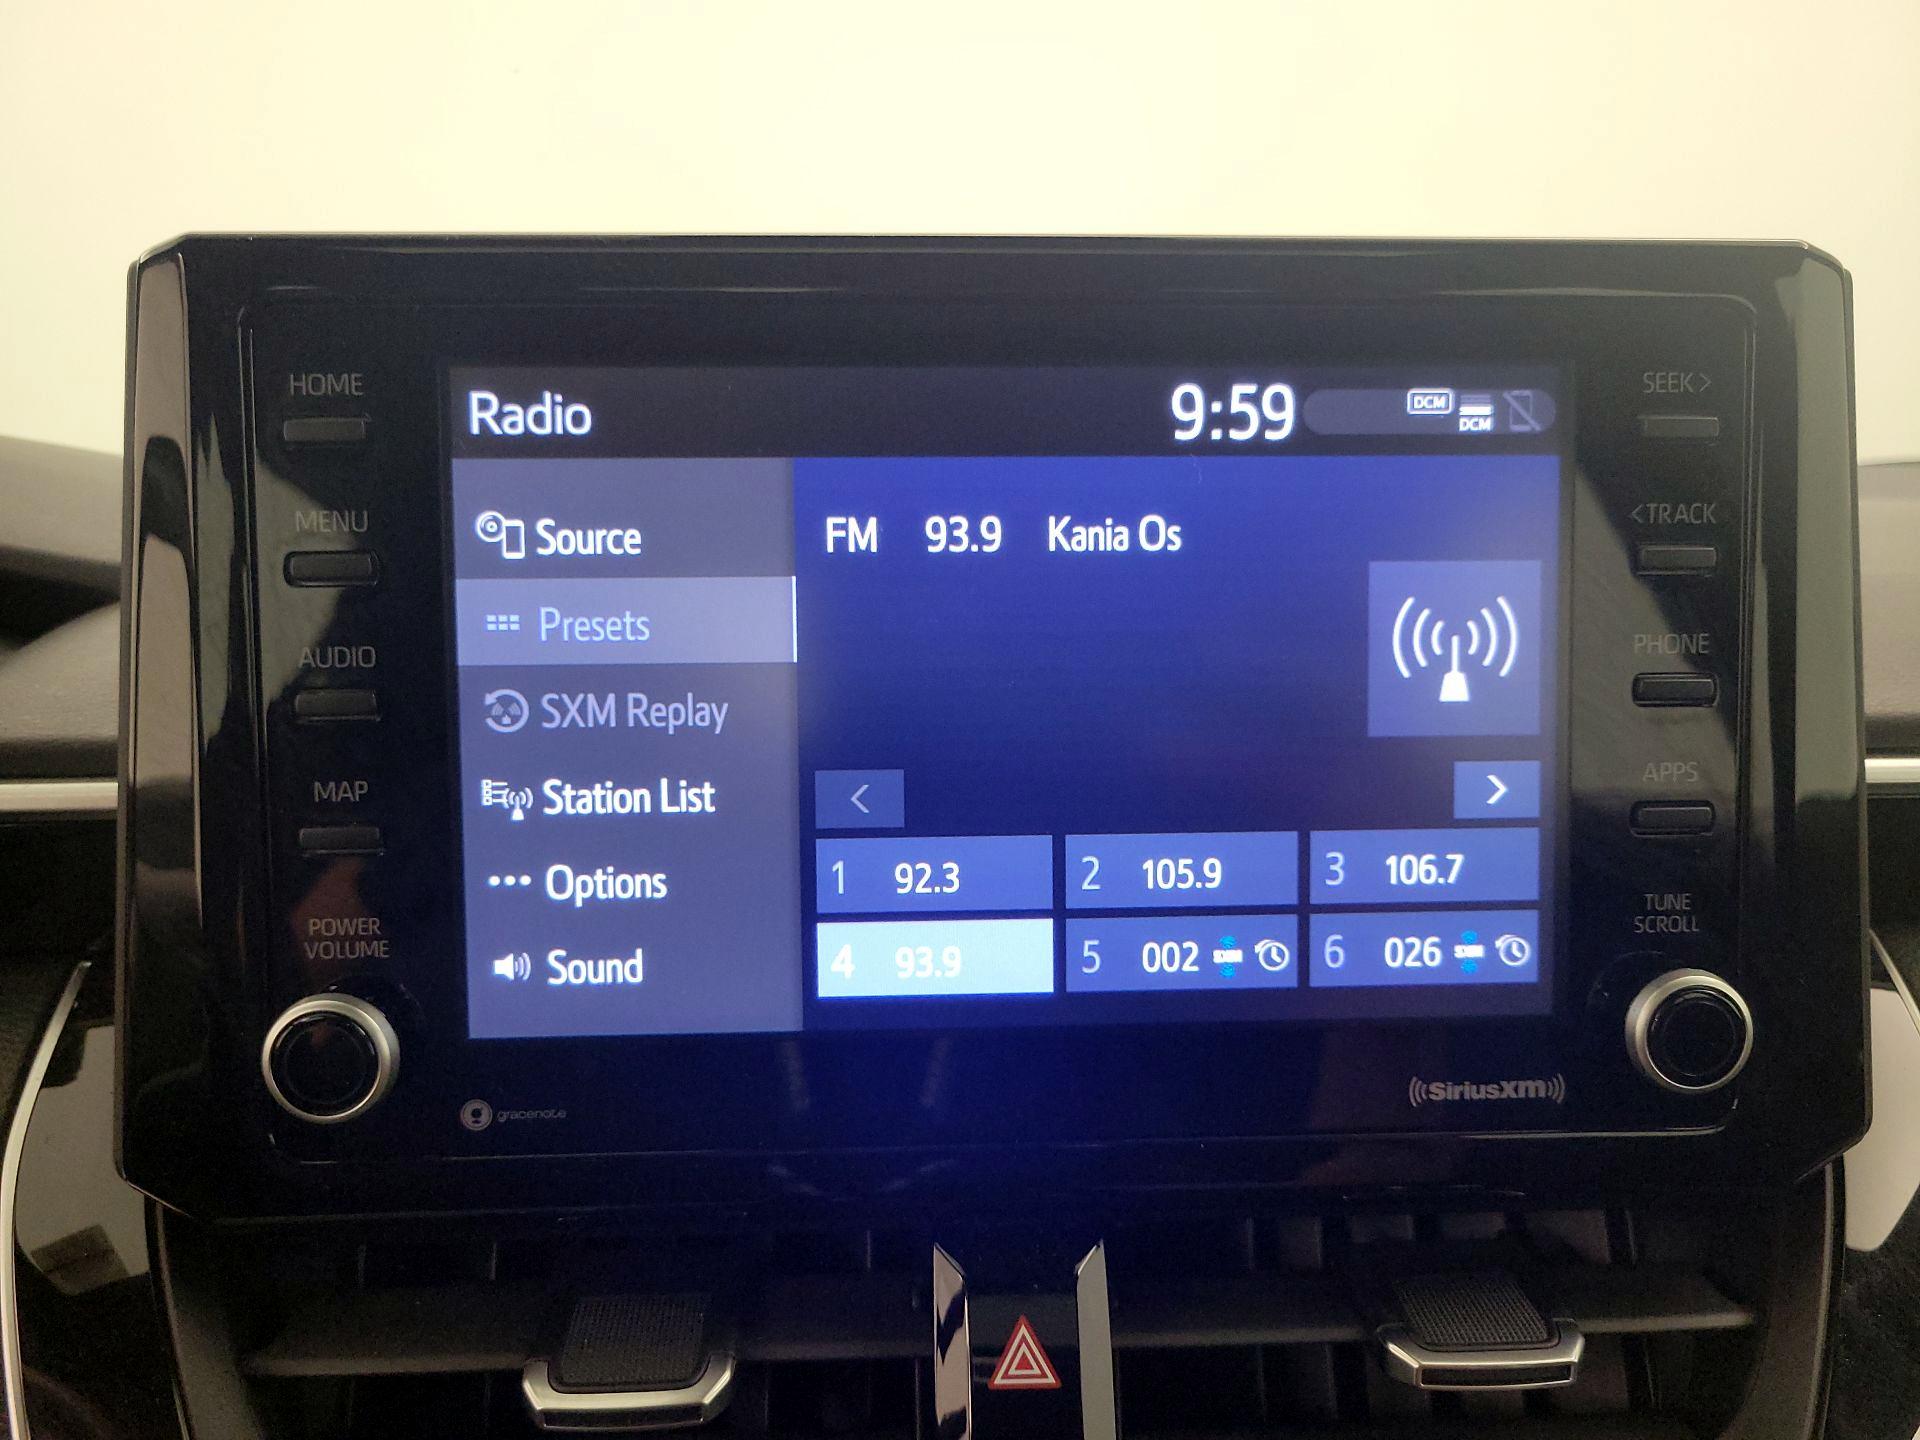 HOME
MENU
AUDIO
MAP
POWER
VOLUME
Radio
9:59
DCM
DCM
Source
Presets
SXM Replay
Station List
Options
Sound
FM 93.9 Kania Os
<
>
1 92.3
2 105.9
3 106.7
4 93.9
5 002 SXM
6 026 SXM
SEEK >
< TRACK
PHONE
APPS
TUNE
SCROLL
gracenote
SiriusXM